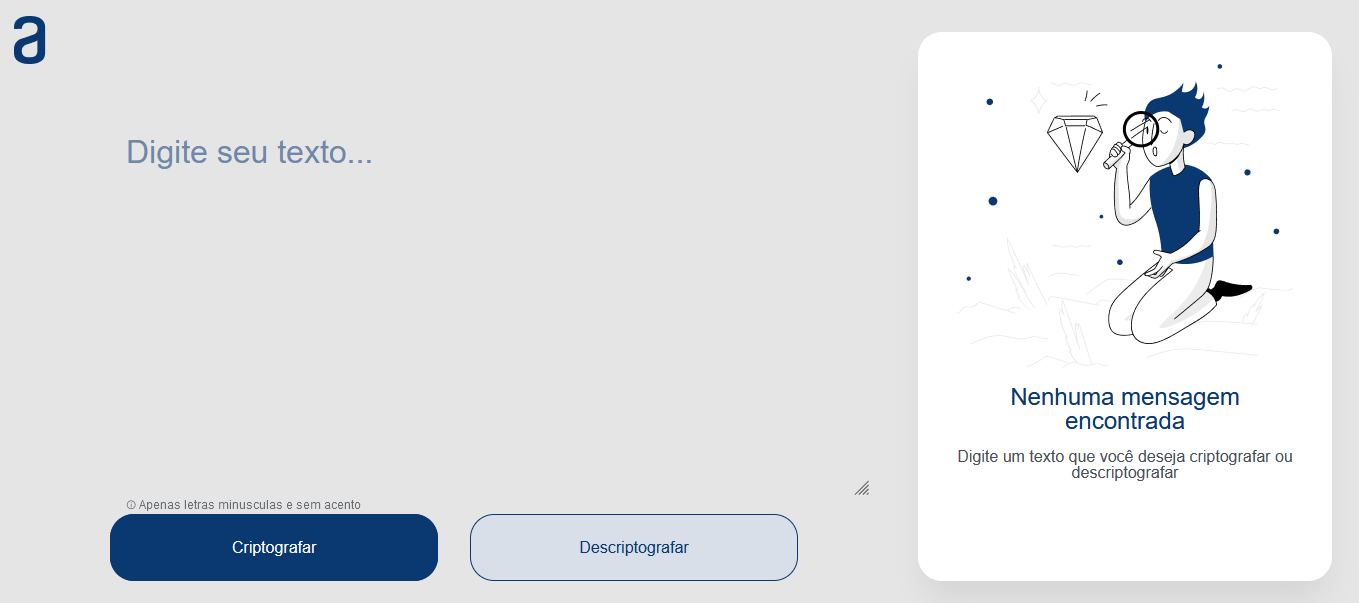 a
Digite seu texto...
Apenas letras minusculas e sem acento
Criptografar
Descriptografar
Nenhuma mensagem
encontrada
Digite um texto que você deseja criptografar ou
descriptografar